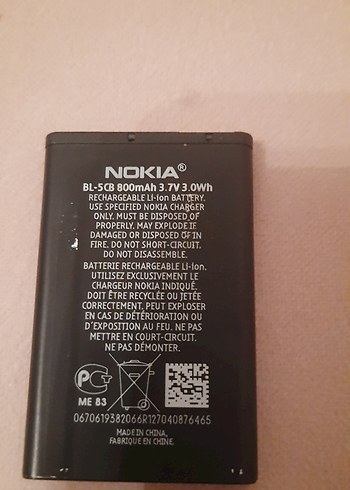 NOKIA®
BL-5CB 800mAh 3.7V 3.0Wh
RECHARGEABLE Li-Ion BATTERY.
USE SPECIFIED NOKIA CHARGER
ONLY. MUST BE DISPOSED OF
PROPERLY. MAY EXPLODE IF
DAMAGED OR DISPOSED OF IN
FIRE. DO NOT SHORT-CIRCUIT.
DO NOT DISASSEMBLE.
BATTERIE RECHARGEABLE Li-Ion.
UTILISEZ EXCLUSIVEMENT LE
CHARGEUR NOKIA INDIQUÉ.
DOIT ÊTRE RECYCLÉE OU JETÉE
CORRECTEMENT. PEUT EXPLOSER
EN CAS DE DÉTÉRIORATION OU
D'EXPOSITION AU FEU. NE PAS
METTRE EN COURT-CIRCUIT.
NE PAS DÉMONTER.
ME 83
0670619382066R127040876465
MADE IN CHINA,
FABRIQUE EN CHINE.